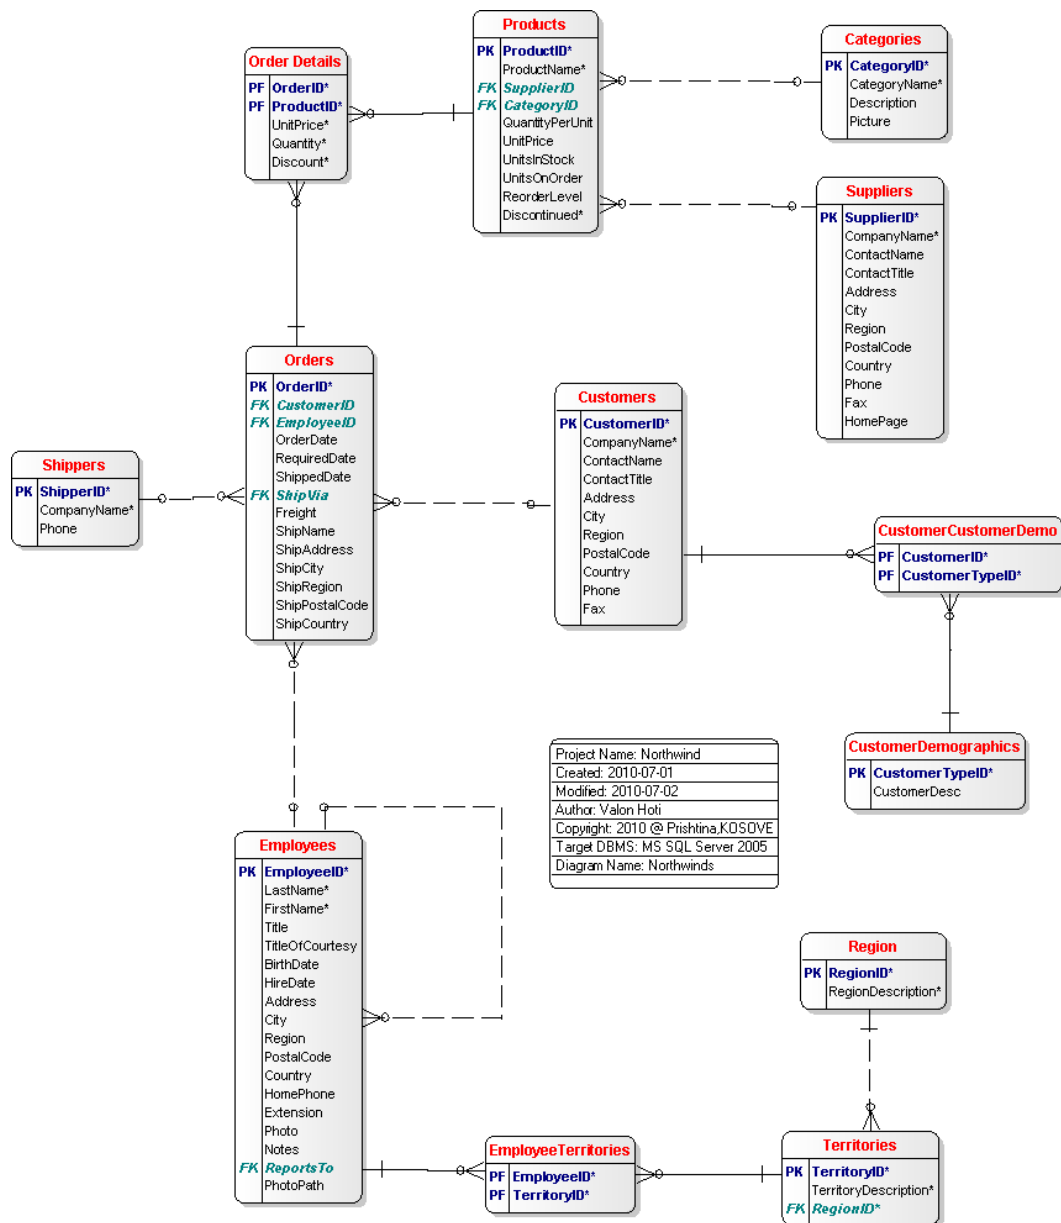 Products
PK ProductID*
ProductName*
FK SupplierID
FK CategoryID
QuantityPerUnit
UnitPrice
UnitsInStock
UnitsOnOrder
ReorderLevel
Discontinued*
Categories
PK CategoryID*
CategoryName*
Description
Picture
Order Details
PF OrderID*
PF ProductID*
UnitPrice*
Quantity*
Discount*
Suppliers
PK SupplierID*
CompanyName*
ContactName
ContactTitle
Address
City
Region
PostalCode
Country
Phone
Fax
HomePage
Orders
PK OrderID*
FK CustomerID
FK EmployeeID
OrderDate
RequiredDate
ShippedDate
FK ShipVia
Freight
ShipName
ShipAddress
ShipCity
ShipRegion
ShipPostalCode
ShipCountry
Customers
PK CustomerID*
CompanyName*
ContactName
ContactTitle
Address
City
Region
PostalCode
Country
Phone
Fax
Shippers
PK ShipperID*
CompanyName*
Phone
CustomerCustomerDemo
PF CustomerID*
PF CustomerTypeID*
CustomerDemographics
PK CustomerTypeID*
CustomerDesc
Project Name: Northwind
Created: 2010-07-01
Modified: 2010-07-02
Author: Valon Hoti
Copyright: 2010 @ Prishtina,KOSOVE
Target DBMS: MS SQL Server 2005
Diagram Name: Northwinds
Employees
PK EmployeeID*
LastName*
FirstName*
Title
TitleOfCourtesy
BirthDate
HireDate
Address
City
Region
PostalCode
Country
HomePhone
Extension
Photo
Notes
FK ReportsTo
PhotoPath
Region
PK RegionID*
RegionDescription*
EmployeeTerritories
PF EmployeeID*
PF TerritoryID*
Territories
PK TerritoryID*
TerritoryDescription*
FK RegionID*